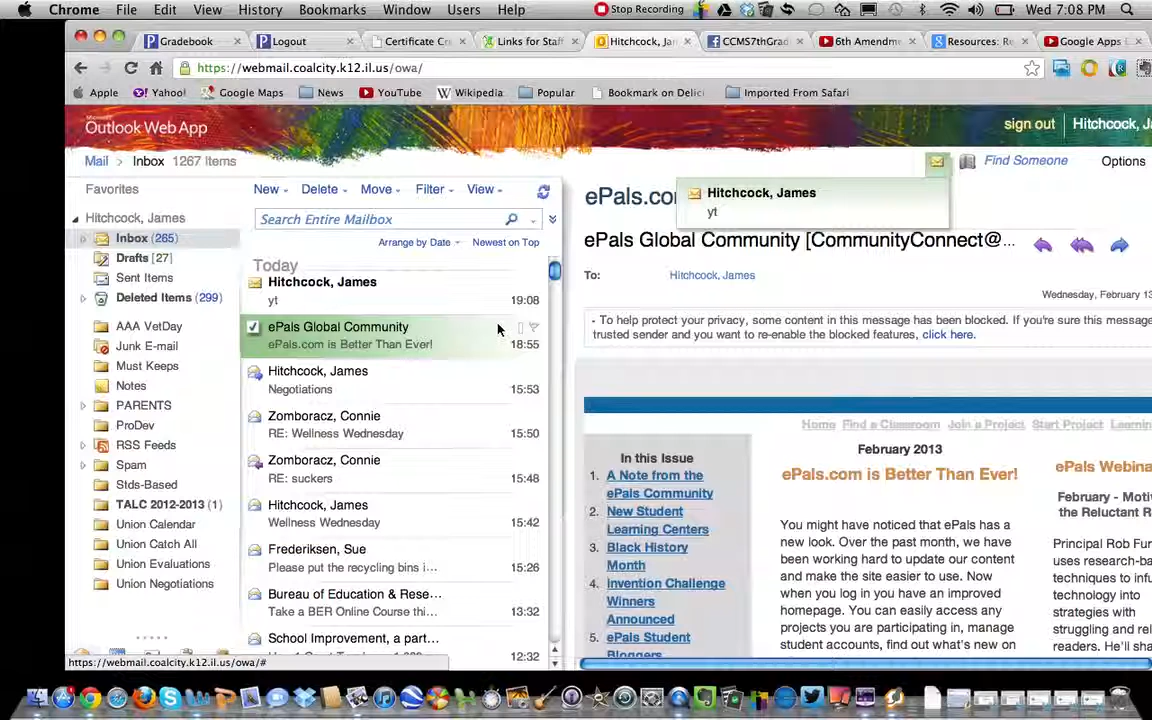 Chrome File Edit View History Bookmarks Window Users Help Stop Recording Wed 7:08 PM
Gradebook Logout Certificate Cr Links for Staf Hitchcock, Jan CCMS7thGrad 6th Amendme Resources: Re Google Apps E
https://webmail.coalcity.k12.il.us/owa/
Apple Yahoo! Google Maps News YouTube Wikipedia Popular Bookmark on Delici Imported From Safari
Microsoft
Outlook Web App
sign out Hitchcock, Ja
Mail > Inbox 1267 Items
Find Someone Options
Favorites
Hitchcock, James
Inbox (265)
Drafts [27]
Sent Items
Deleted Items (299)
AAA VetDay
Junk E-mail
Must Keeps
Notes
PARENTS
ProDev
RSS Feeds
Spam
Stds-Based
TALC 2012-2013 (1)
Union Calendar
Union Catch All
Union Evaluations
Union Negotiations
https://webmail.coalcity.k12.il.us/owa/#
New Delete Move Filter View
Search Entire Mailbox
Arrange by Date Newest on Top
Today
Hitchcock, James
yt 19:08
ePals Global Community
ePals.com is Better Than Ever! 18:55
Hitchcock, James
Negotiations 15:53
Zomboracz, Connie
RE: Wellness Wednesday 15:50
Zomboracz, Connie
RE: suckers 15:48
Hitchcock, James
Wellness Wednesday 15:42
Frederiksen, Sue
Please put the recycling bins i... 15:26
Bureau of Education & Rese...
Take a BER Online Course thi... 13:32
School Improvement, a part...
12:32
Hitchcock, James
yt
ePals.co
ePals Global Community [CommunityConnect@...
To: Hitchcock, James
Wednesday, February 13
- To help protect your privacy, some content in this message has been blocked. If you're sure this message
trusted sender and you want to re-enable the blocked features, click here.
Home Find a Classroom Join a Project Start Project Learnin
In this Issue
1. A Note from the
ePals Community
2. New Student
Learning Centers
3. Black History
Month
4. Invention Challenge
Winners
Announced
5. ePals Student
Bloggers
February 2013
ePals.com is Better Than Ever!
You might have noticed that ePals has a
new look. Over the past month, we have
been working hard to update our content
and make the site easier to use. Now
when you log in you have an improved
homepage. You can easily access any
projects you are participating in, manage
student accounts, find out what's new on
ePals Webina
February - Motiv
the Reluctant R
Principal Rob Fur
uses research-ba
techniques to infu
technology into
strategies with
struggling and rel
readers. He'll sha